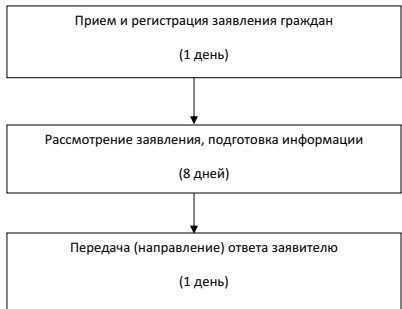 Прием и регистрация заявления граждан
(1 день)
Рассмотрение заявления, подготовка информации
(8 дней)
Передача (направление) ответа заявителю
(1 день)